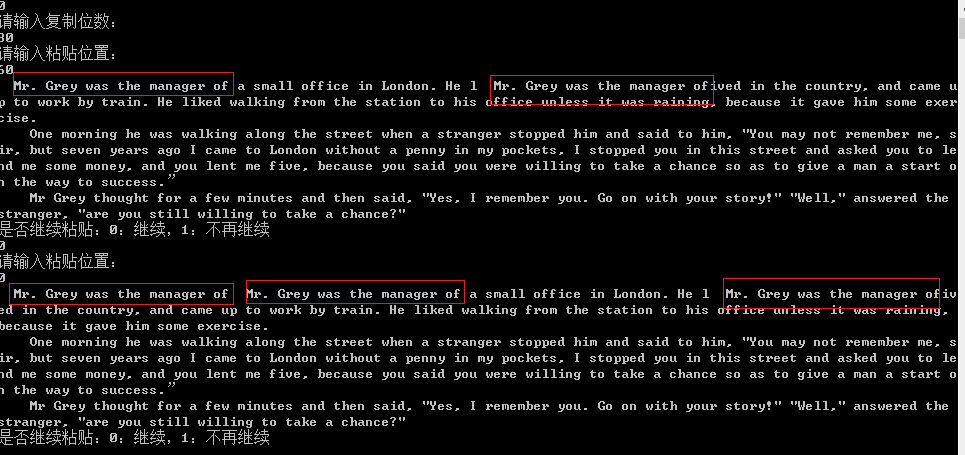 0
请输入复制位数：
30
请输入粘贴位置：
60
Mr. Grey was the manager of a small office in London. He l  Mr. Grey was the manager ofived in the country, and came u
p to work by train. He liked walking from the station to his office unless it was raining, because it gave him some exer
cise.
One morning he was walking along the street when a stranger stopped him and said to him, "You may not remember me, s
ir, but seven years ago I came to London without a penny in my pockets, I stopped you in this street and asked you to le
nd me some money, and you lent me five, because you said you were willing to take a chance so as to give a man a start o
n the way to success.”
Mr Grey thought for a few minutes and then said, "Yes, I remember you. Go on with your story!" "Well," answered the
stranger, "are you still willing to take a chance?"
是否继续粘贴：0：继续，1：不再继续
0
请输入粘贴位置：
0
Mr. Grey was the manager of  Mr. Grey was the manager of a small office in London. He l  Mr. Grey was the manager ofiv
ed in the country, and came up to work by train. He liked walking from the station to his office unless it was raining,
because it gave him some exercise.
One morning he was walking along the street when a stranger stopped him and said to him, "You may not remember me, s
ir, but seven years ago I came to London without a penny in my pockets, I stopped you in this street and asked you to le
nd me some money, and you lent me five, because you said you were willing to take a chance so as to give a man a start o
n the way to success.”
Mr Grey thought for a few minutes and then said, "Yes, I remember you. Go on with your story!" "Well," answered the
stranger, "are you still willing to take a chance?"
是否继续粘贴：0：继续，1：不再继续